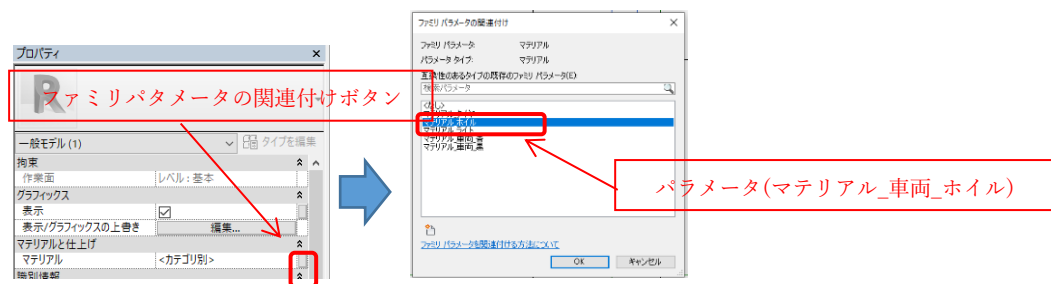 プロパティ
ファミリパタメータの関連付けボタン
一般モデル (1)
タイプを編集
拘束
作業面
レベル : 基本
グラフィックス
表示
表示/グラフィックスの上書き
編集...
マテリアルと仕上げ
マテリアル
<カテゴリ別>
識別情報
ファミリ パラメータの関連付け
ファミリ パラメータ:
マテリアル
パラメータ タイプ:
マテリアル
互換性のあるタイプの既存のファミリ パラメータ(E):
検索パラメータ
<なし>
マテリアル_ホイル
マテリアル_ライト
マテリアル_車両_黒
パラメータ(マテリアル_車両_ホイル)
ファミリ パラメータを関連付ける方法について
OK
キャンセル